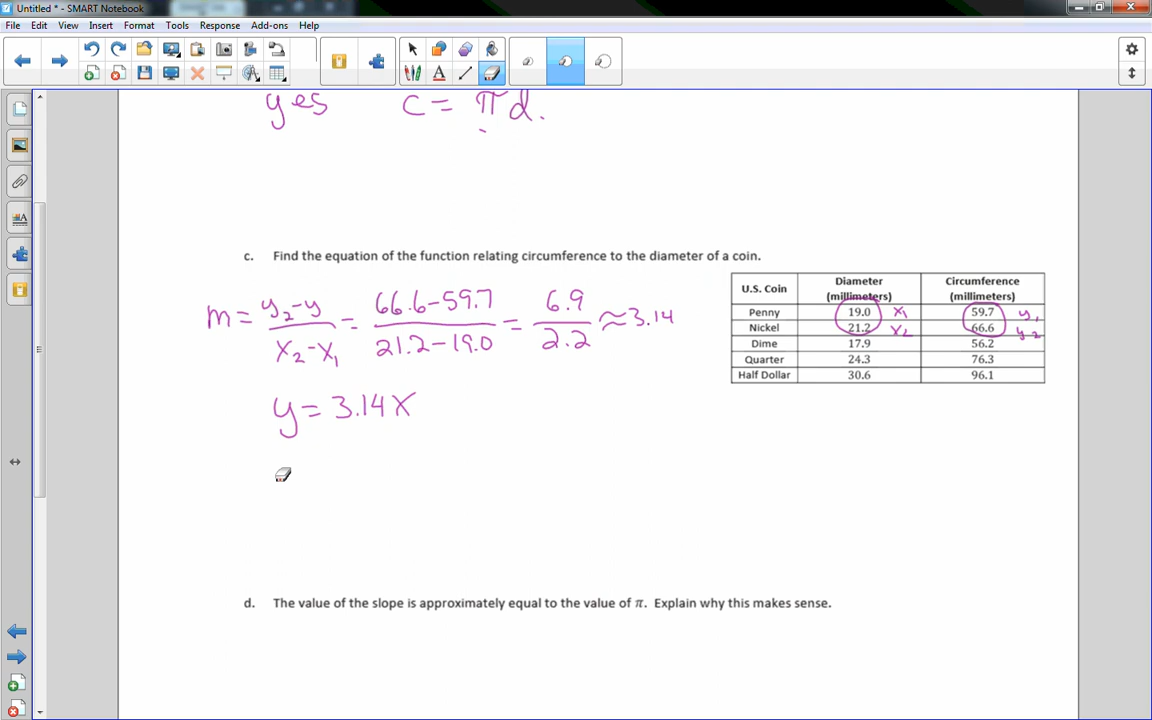 Untitled * - SMART Notebook
File Edit View Insert Format Tools Response Add-ons Help
yes C = πd.
c. Find the equation of the function relating circumference to the diameter of a coin.
m = y₂-y / x₂-x₁ = 66.6-59.7 / 21.2-19.0 = 6.9 / 2.2 ≈ 3.14
y = 3.14x
U.S. Coin Diameter (millimeters) Circumference (millimeters)
Penny 19.0 x₁ 59.7 y₁
Nickel 21.2 x₂ 66.6 y₂
Dime 17.9 56.2
Quarter 24.3 76.3
Half Dollar 30.6 96.1
d. The value of the slope is approximately equal to the value of π. Explain why this makes sense.